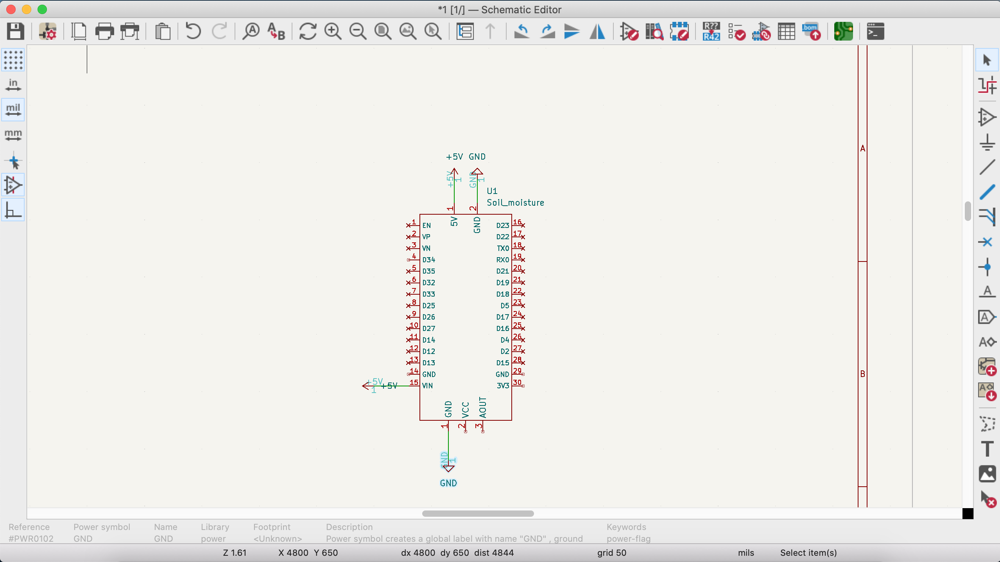 *1 [1/] — Schematic Editor
R??
R42
.bom
in
mil
mm
A
B
+5V GND
+5V 1 GND 1
U1
Soil_moisture
1 2
5V GND
1 EN
2 VP
3 VN
4 D34
5 D35
6 D32
7 D33
8 D25
9 D26
10 D27
11 D14
12 D12
13 D13
14 GND
15 VIN
D23 16
D22 17
TX0 18
RX0 19
D21 20
D19 21
D18 22
D5 23
D17 24
D16 25
D4 26
D2 27
D15 28
GND 29
3V3 30
+5V
1
+5V
GND VCC AOUT
1 2 3
GND 1
GND
Reference Power symbol Name Library Footprint Description Keywords
#PWR0102 GND GND power <Unknown> Power symbol creates a global label with name "GND" , ground power-flag
Z 1.61 X 4800 Y 650 dx 4800 dy 650 dist 4844 grid 50 mils Select item(s)